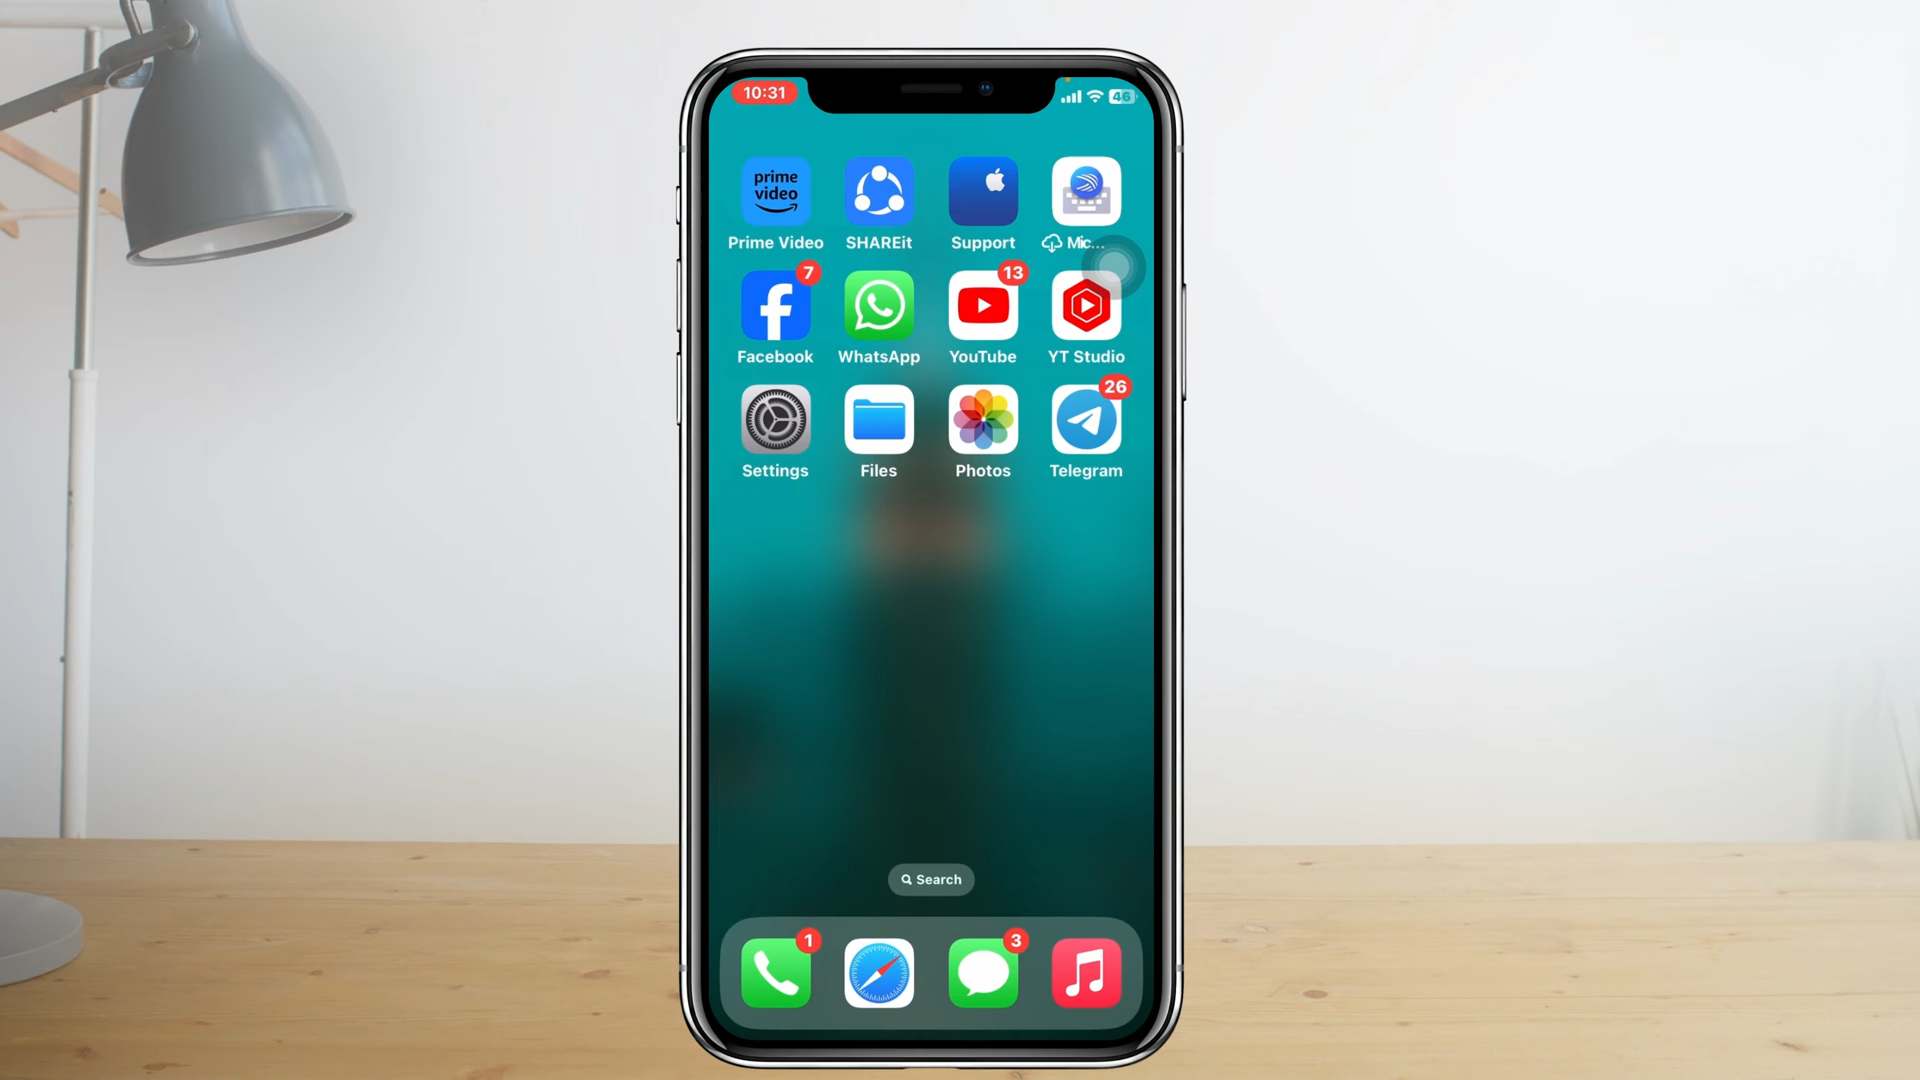 10:31
46
prime
video
Prime Video
SHAREit
Support
Mic...
7
13
Facebook
WhatsApp
YouTube
YT Studio
26
Settings
Files
Photos
Telegram
Search
1
3